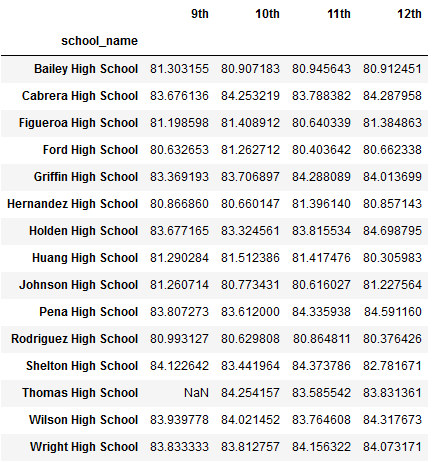 9th 10th 11th 12th
school_name
Bailey High School 81.303155 80.907183 80.945643 80.912451
Cabrera High School 83.676136 84.253219 83.788382 84.287958
Figueroa High School 81.198598 81.408912 80.640339 81.384863
Ford High School 80.632653 81.262712 80.403642 80.662338
Griffin High School 83.369193 83.706897 84.288089 84.013699
Hernandez High School 80.866860 80.660147 81.396140 80.857143
Holden High School 83.677165 83.324561 83.815534 84.698795
Huang High School 81.290284 81.512386 81.417476 80.305983
Johnson High School 81.260714 80.773431 80.616027 81.227564
Pena High School 83.807273 83.612000 84.335938 84.591160
Rodriguez High School 80.993127 80.629808 80.864811 80.376426
Shelton High School 84.122642 83.441964 84.373786 82.781671
Thomas High School NaN 84.254157 83.585542 83.831361
Wilson High School 83.939778 84.021452 83.764608 84.317673
Wright High School 83.833333 83.812757 84.156322 84.073171